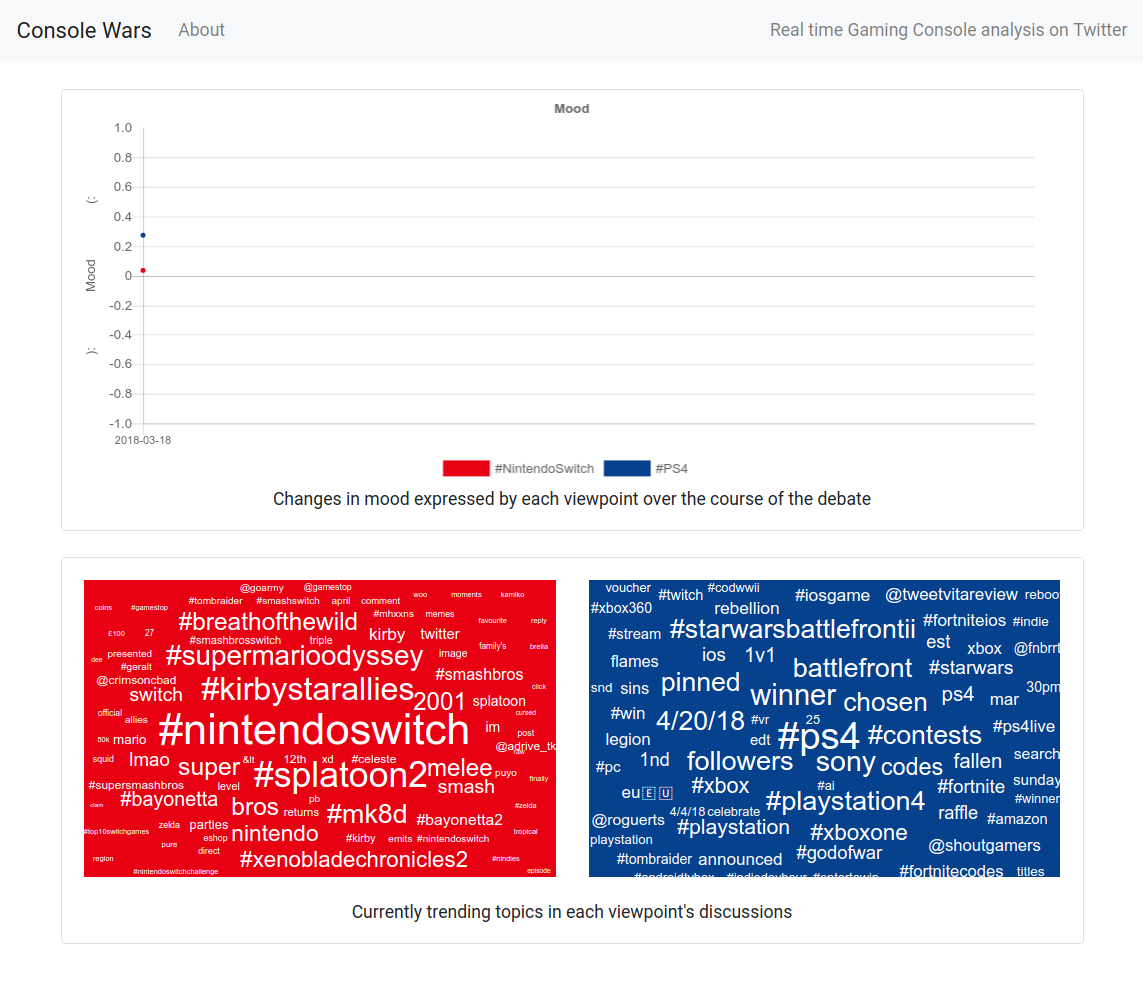 Console Wars About Real time Gaming Console analysis on Twitter
Mood
1.0
0.8
0.6
(:
0.4
0.2
Mood
0
-0.2
-0.4
):
-0.6
-0.8
-1.0
2018-03-18
#NintendoSwitch #PS4
Changes in mood expressed by each viewpoint over the course of the debate
@goarmy @gamestop
woo moments kamiko
coins #gamestop #tombraider #smashswitch april comment
#breathofthewild #mhxxns memes
favourite reply
£100 27 kirby twitter
#smashbrosswitch triple
dee presented #supermarioodyssey image family's brella
#geralt
@crimsoncbad #smashbros
switch #kirbystarallies 2001 splatoon click
official allies cursed
#nintendoswitch im post
50k mario @adrive_tk
raw
squid lmao super &lt 12th xd #celeste
#splatoon2 melee puyo finally
#supersmashbros level smash
#bayonetta pb
clam bros returns #mk8d #bayonetta2 #zelda
#top10switchgames zelda parties nintendo tropical
eshop #kirby emits #nintendoswitch
pure direct
region #xenobladechronicles2 #nindies
#nintendoswitchchallenge episode
voucher #codwwii
#twitch #iosgame @tweetvitareview reboo
#xbox360 rebellion
#stream #starwarsbattlefrontii #fortniteios #indie
est
flames ios 1v1 xbox @fnbrrt
battlefront #starwars
snd sins pinned winner chosen ps4 mar 30pm
#win 4/20/18 #vr 25
legion edt #ps4 #contests #ps4live
#pc 1nd followers sony codes fallen search
eu🇪🇺 #xbox #ai #fortnite sunday
4/4/18 celebrate #playstation4 raffle #winner
@roguerts #playstation #amazon
playstation #xboxone
@shoutgamers
#tombraider announced #godofwar
#androidtvbox #indiedevhour #entertowin #fortnitecodes titles
Currently trending topics in each viewpoint's discussions